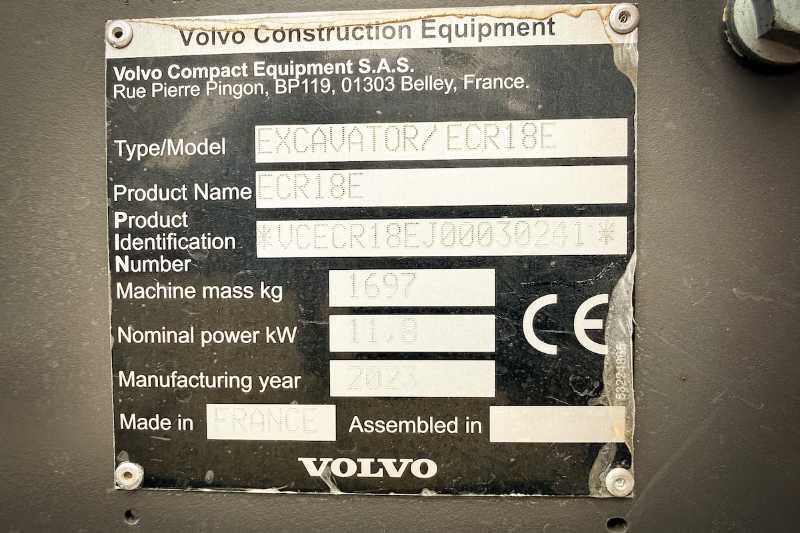 Volvo Construction Equipment
Volvo Compact Equipment S.A.S.
Rue Pierre Pingon, BP119, 01303 Belley, France.
Type/Model EXCAVATOR/ECR18E
Product Name ECR18E
Product
Identification *VCECR18EJ00030241*
Number
Machine mass kg 1697
Nominal power kW 11.8
CE
Manufacturing year 2023
Made in FRANCE Assembled in
VOLVO